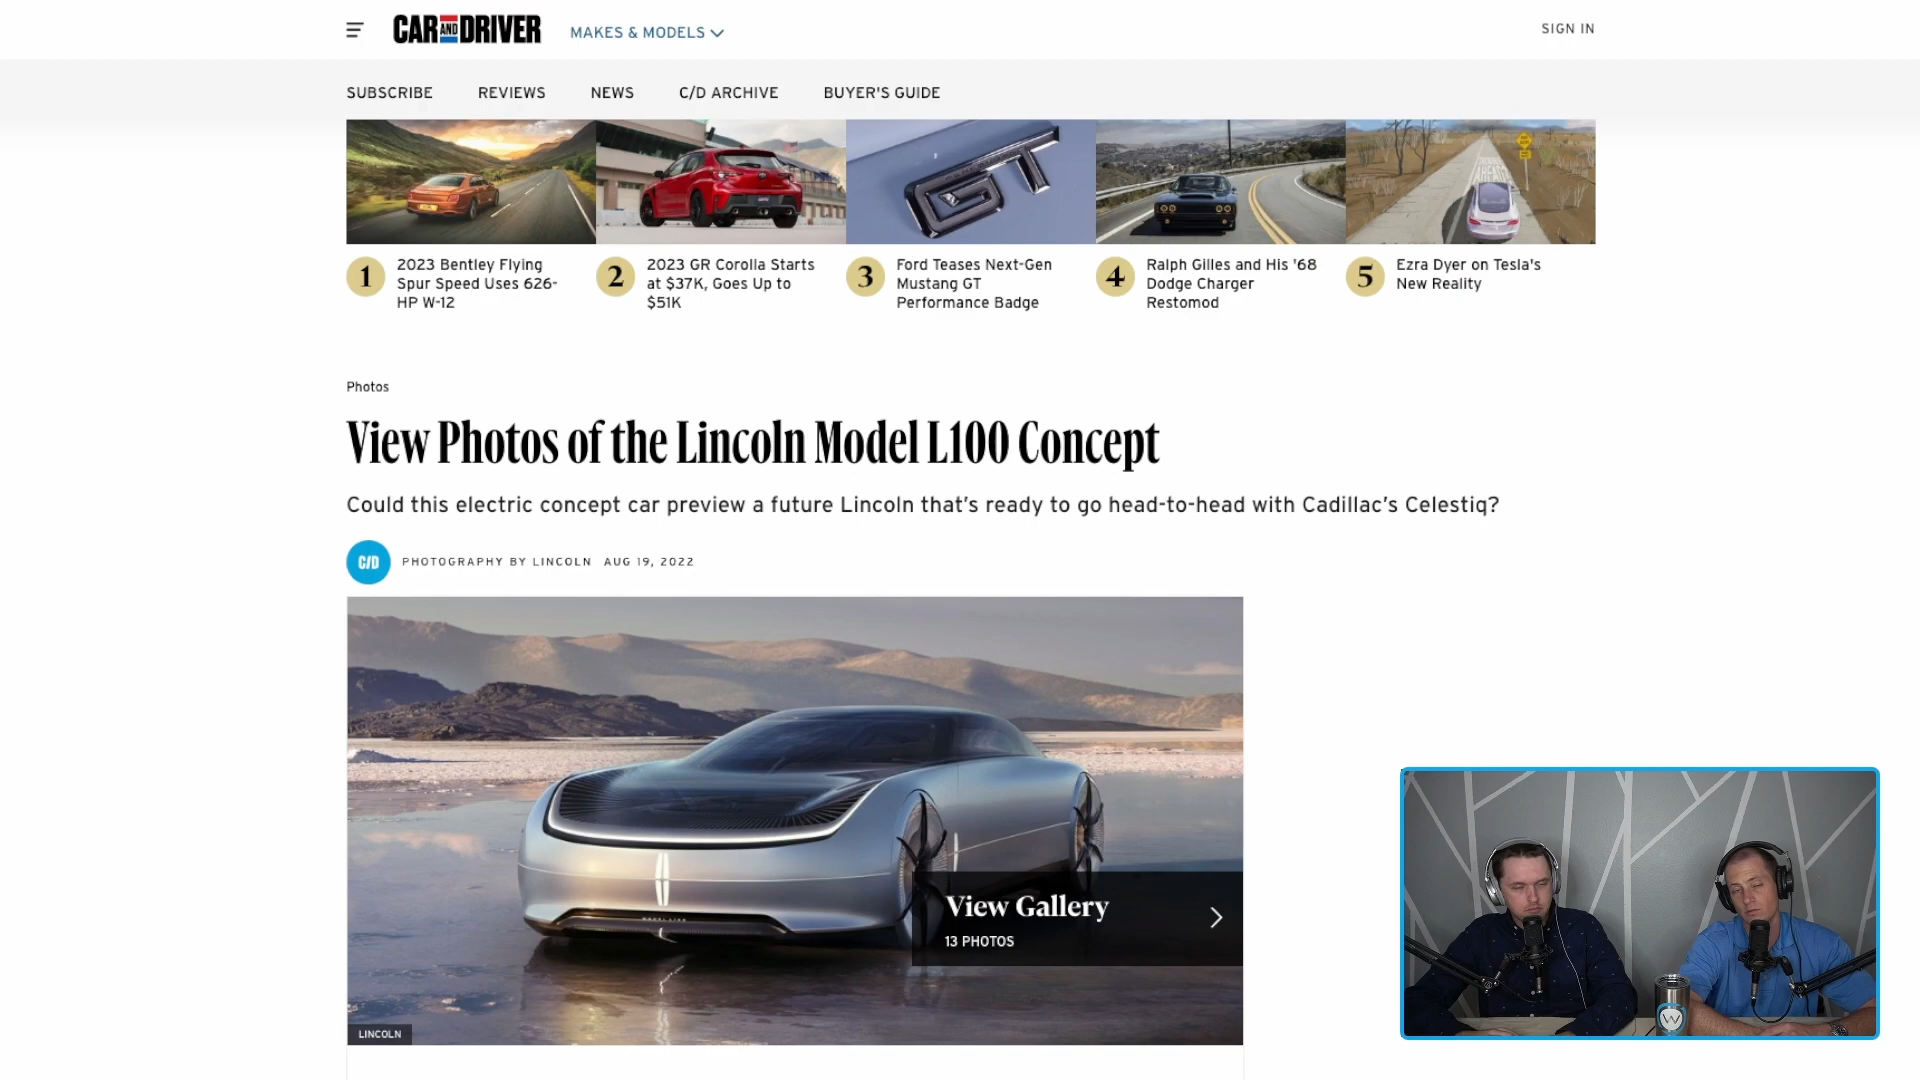 CAR AND DRIVER
MAKES & MODELS
SIGN IN
SUBSCRIBE
REVIEWS
NEWS
C/D ARCHIVE
BUYER'S GUIDE
GT
AHEAD
1
2023 Bentley Flying
Spur Speed Uses 626-
HP W-12
2
2023 GR Corolla Starts
at $37K, Goes Up to
$51K
3
Ford Teases Next-Gen
Mustang GT
Performance Badge
4
Ralph Gilles and His '68
Dodge Charger
Restomod
5
Ezra Dyer on Tesla's
New Reality
Photos
View Photos of the Lincoln Model L100 Concept
Could this electric concept car preview a future Lincoln that’s ready to go head-to-head with Cadillac’s Celestiq?
C/D
PHOTOGRAPHY BY LINCOLN AUG 19, 2022
View Gallery
13 PHOTOS
LINCOLN
W